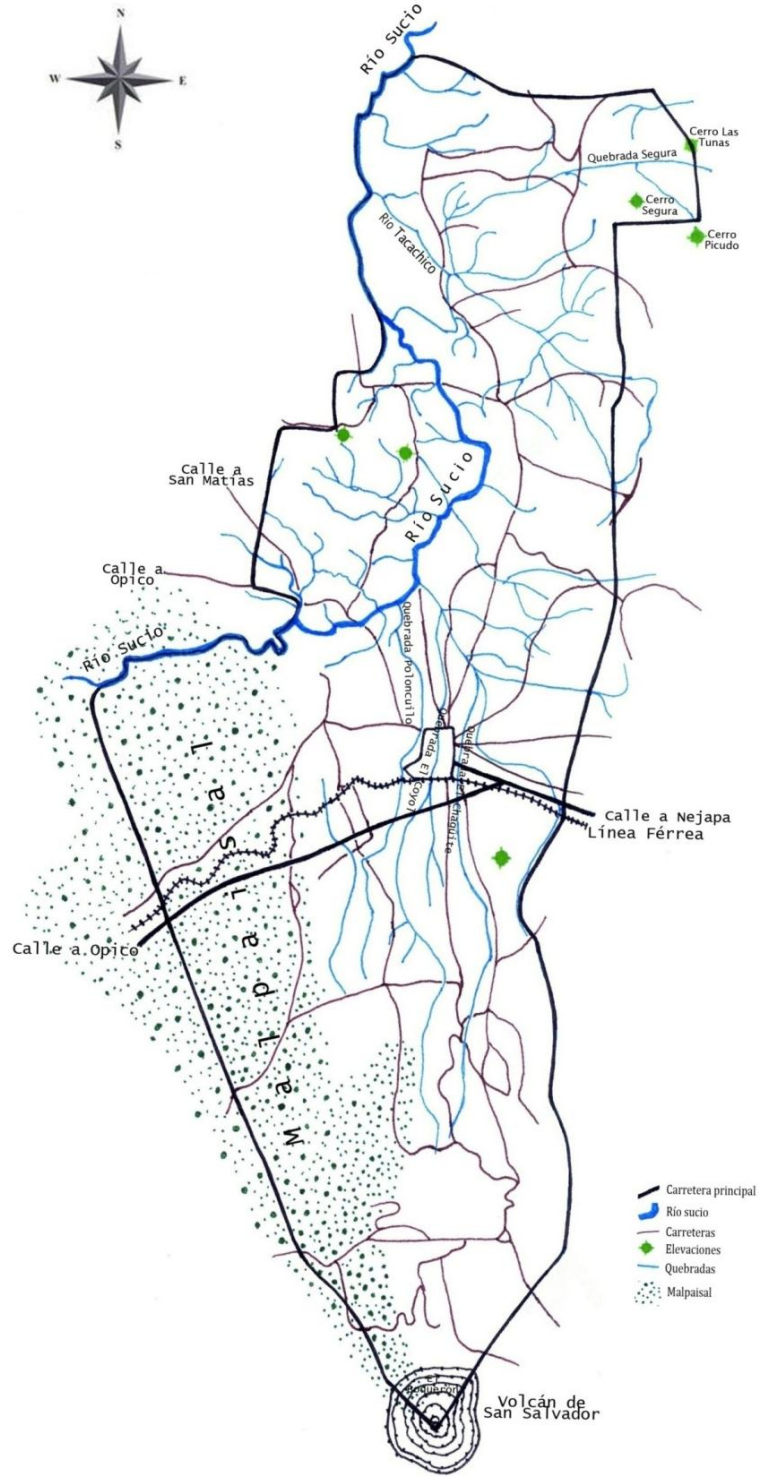 N
W
E
S
Río Sucio
Cerro Las
Tunas
Quebrada Segura
Cerro
Segura
Cerro
Picudo
Río Tacachico
Calle a
San Matías
Río Sucio
Calle a
Opico
Río Sucio
Quebrada Poloncuilo
Quebrada El Coyol
Chaguite
Malpaisal
Calle a Nejapa
Línea Férrea
Calle a Opico
Carretera principal
Río sucio
Carreteras
Elevaciones
Quebradas
Malpaisal
El
Boquerón
Volcán de
San Salvador